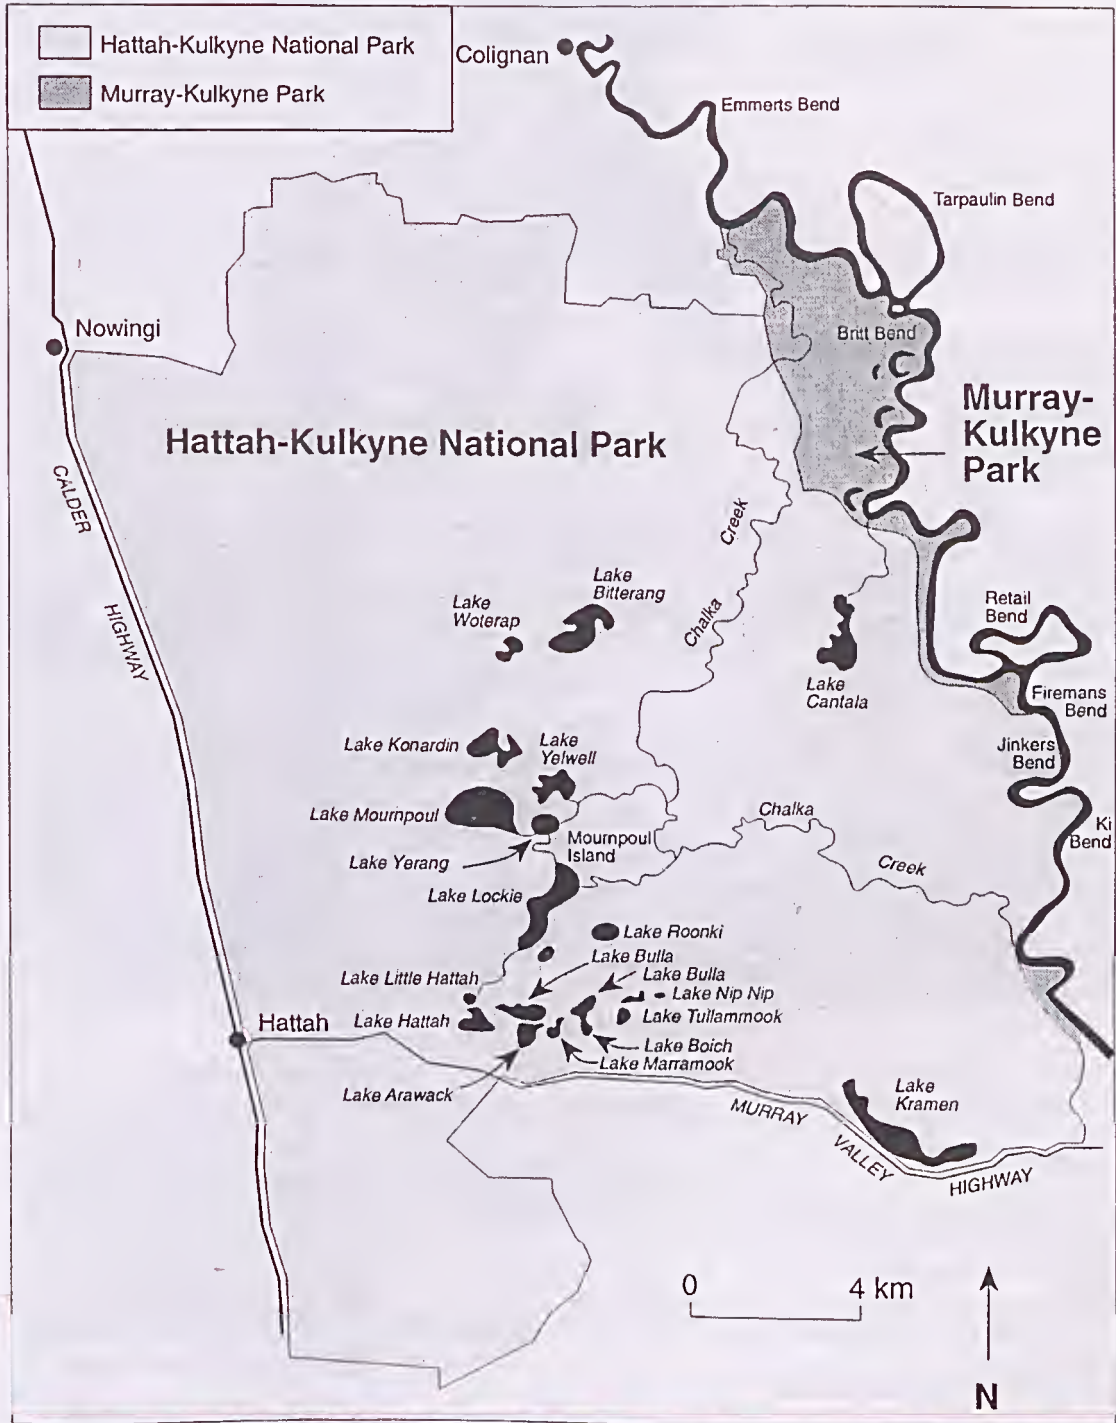 Hattah-Kulkyne National Park
Murray-Kulkyne Park
Colignan
Emmerts Bend
Tarpaulin Bend
Nowingi
Britt Bend
Murray-
Kulkyne
Park
Hattah-Kulkyne National Park
CALDER
HIGHWAY
Creek
Chalka
Lake
Bitterang
Lake
Woterap
Retail
Bend
Lake
Cantala
Firemans
Bend
Jinkers
Bend
Lake Konardin
Lake
Yelwell
Lake Mournpoul
Chalka
Creek
Ki
Bend
Mournpoul
Island
Lake Yerang
Lake Lockie
Lake Roonki
Lake Bulla
Lake Bulla
Lake Little Hattah
Lake Nip Nip
Hattah
Lake Hattah
Lake Tullammook
Lake Boich
Lake Marramook
Lake Arawack
Lake
Kramen
MURRAY
VALLEY
HIGHWAY
0 4 km
N